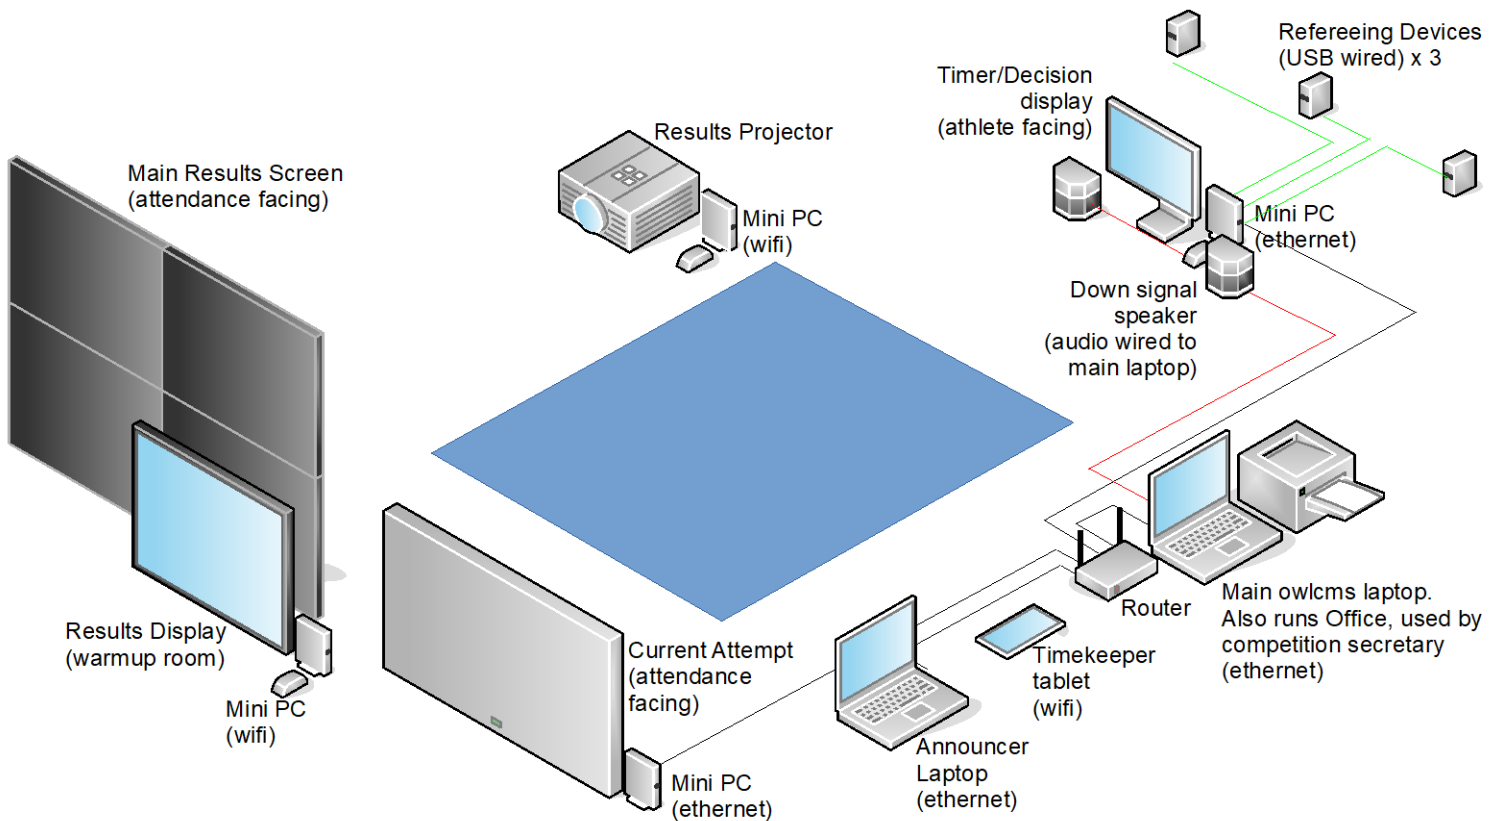 Refereeing Devices
(USB wired) x 3
Timer/Decision
display
(athlete facing)
Results Projector
Main Results Screen
(attendance facing)
Mini PC
(wifi)
Mini PC
(ethernet)
Down signal
speaker
(audio wired to
main laptop)
Main owlcms laptop.
Also runs Office, used by
competition secretary
(ethernet)
Router
Results Display
(warmup room)
Current Attempt
(attendance
facing)
Timekeeper
tablet
(wifi)
Mini PC
(wifi)
Announcer
Laptop
(ethernet)
Mini PC
(ethernet)